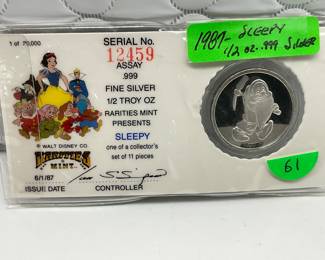 1 of 70,000
SERIAL No.
12459
ASSAY
.999
FINE SILVER
1/2 TROY OZ
RARITIES MINT
PRESENTS
SLEEPY
one of a collector's
set of 11 pieces
© WALT DISNEY CO.
RARITIES
MINT
6/1/87
ISSUE DATE
CONTROLLER
1987- SLEEPY
1/2 oz. .999 Silver
61